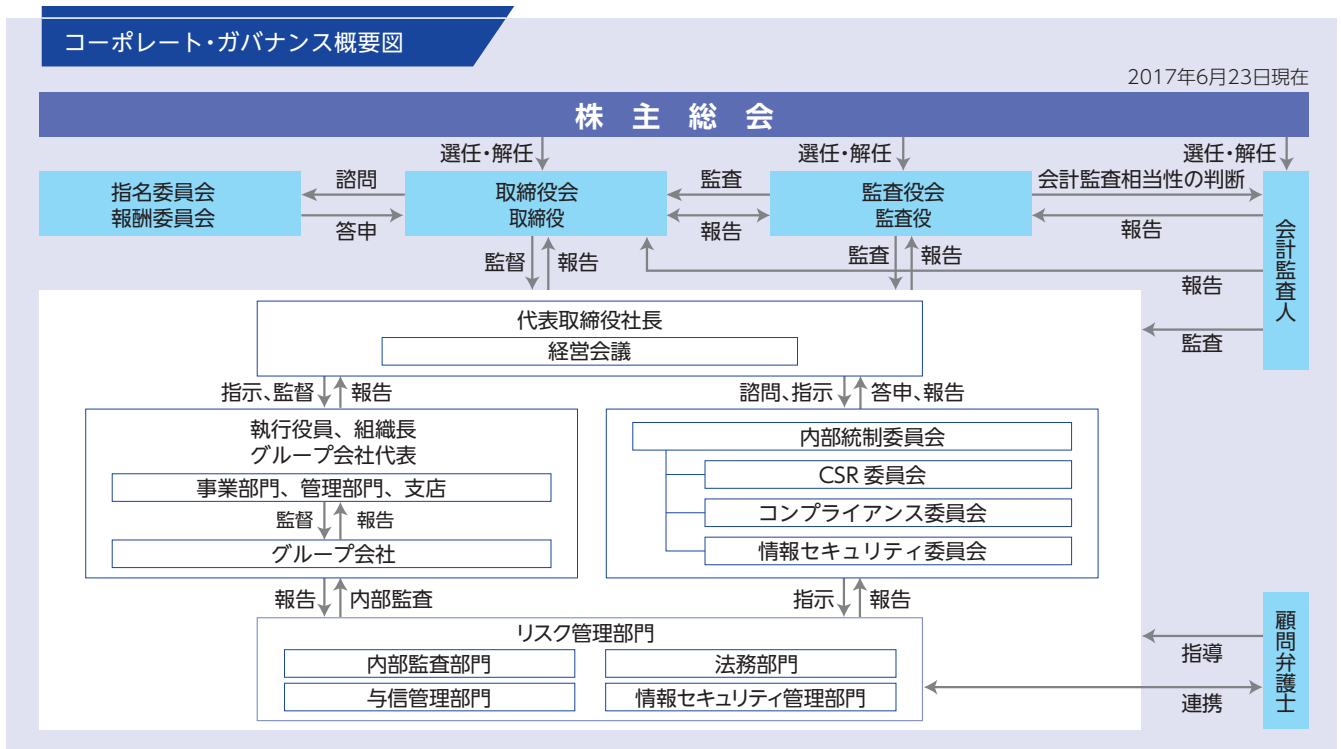 コーポレート・ガバナンス概要図
2017年6月23日現在
株主総会
選任・解任
選任・解任
選任・解任
指名委員会
報酬委員会
諮問
答申
取締役会
取締役
監査
報告
監査役会
監査役
会計監査相当性の判断
報告
会計監査人
監督
報告
監査
報告
報告
監査
代表取締役社長
経営会議
指示、監督
報告
諮問、指示
答申、報告
執行役員、組織長
グループ会社代表
事業部門、管理部門、支店
監督
報告
グループ会社
内部統制委員会
CSR 委員会
コンプライアンス委員会
情報セキュリティ委員会
報告
内部監査
指示
報告
リスク管理部門
内部監査部門
法務部門
与信管理部門
情報セキュリティ管理部門
指導
連携
顧問弁護士